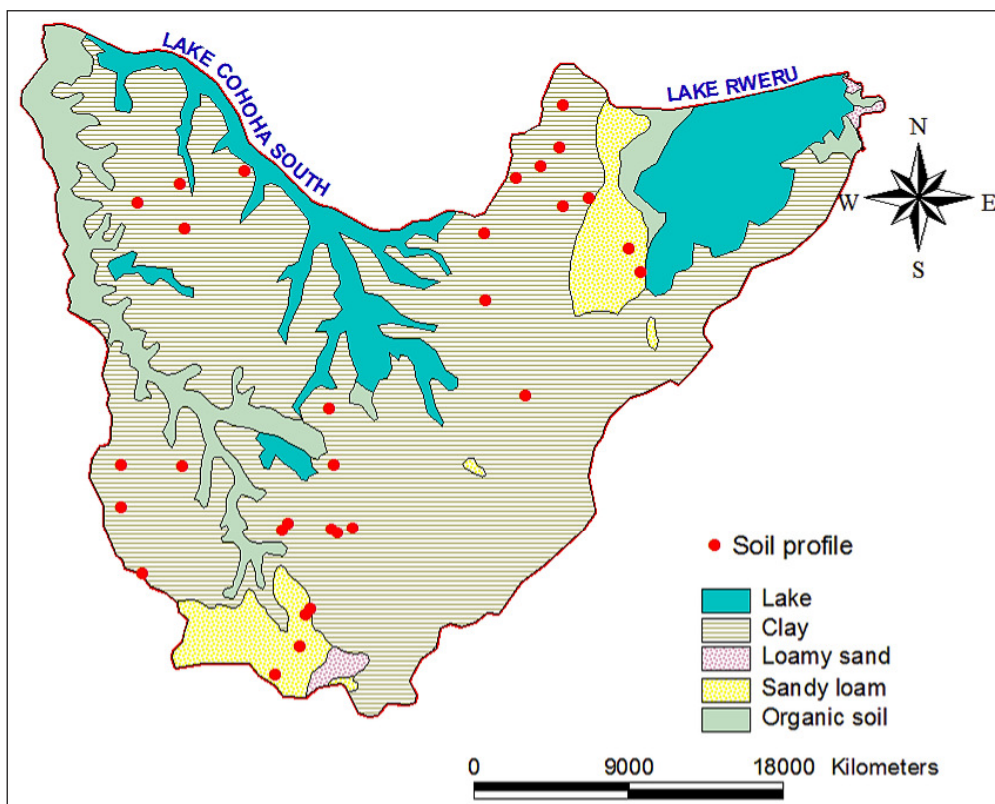 LAKE COHOHA SOUTH
LAKE RWERU
N
W
E
S
Soil profile
Lake
Clay
Loamy sand
Sandy loam
Organic soil
0 9000 18000 Kilometers